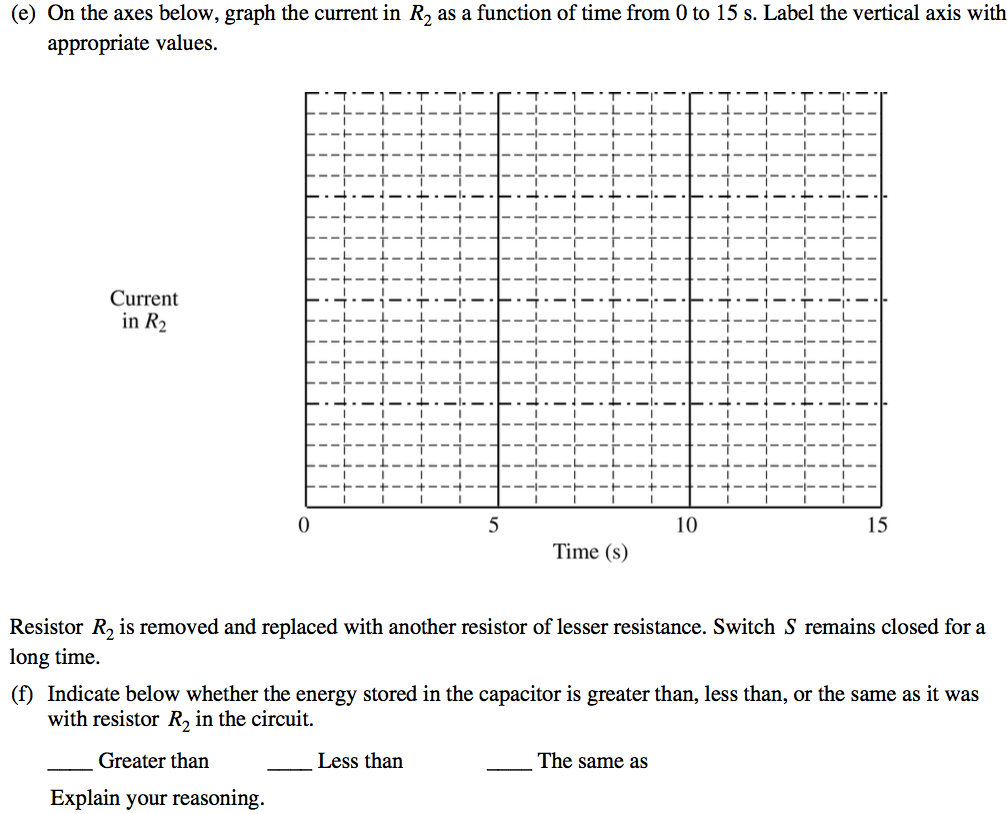 (e) On the axes below, graph the current in R₂ as a function of time from 0 to 15 s. Label the vertical axis with
appropriate values.
Current
in R₂
0 5 10 15
Time (s)
Resistor R₂ is removed and replaced with another resistor of lesser resistance. Switch S remains closed for a
long time.
(f) Indicate below whether the energy stored in the capacitor is greater than, less than, or the same as it was
with resistor R₂ in the circuit.
____ Greater than ____ Less than ____ The same as
Explain your reasoning.